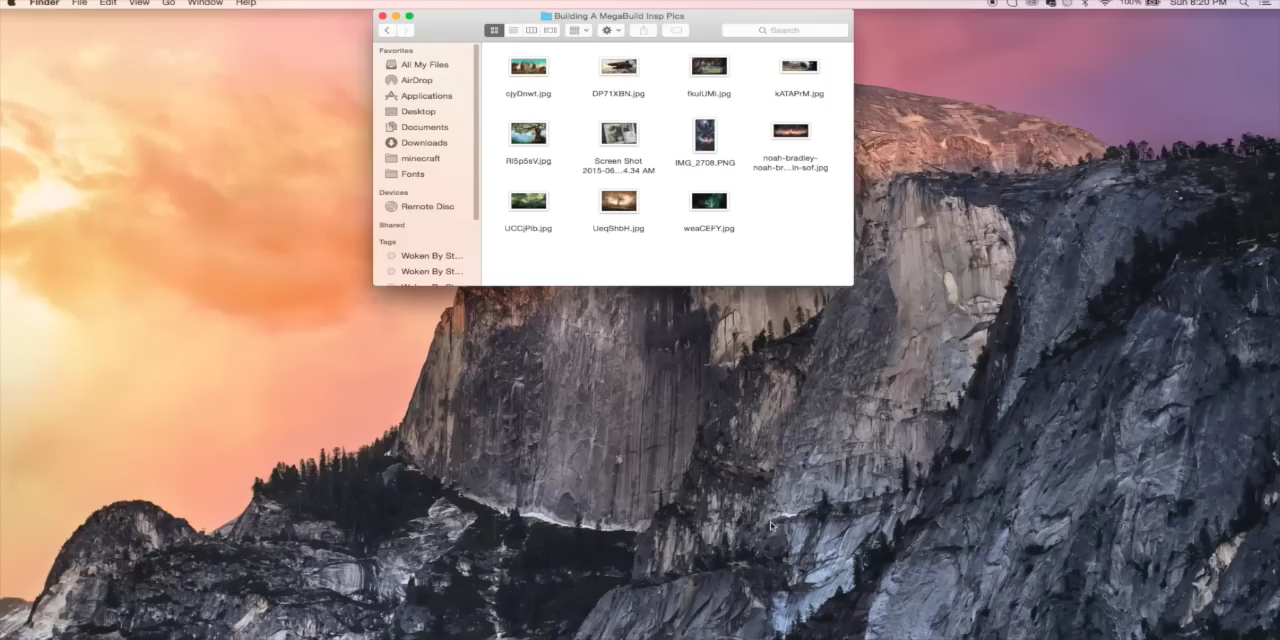 Finder File Edit View Go Window Help 100% Sun 8:20 PM
Building A MegaBuild Insp Pics
Search
Favorites
All My Files
AirDrop
Applications
Desktop
Documents
Downloads
minecraft
Fonts
Devices
Remote Disc
Shared
Tags
Woken By St...
Woken By St...
cjyDnwt.jpg DP71XBN.jpg fkuIUMi.jpg kATAPrM.jpg
RI5p5sV.jpg Screen Shot 2015-06...4.34 AM IMG_2708.PNG noah-bradley-noah-br...in-sof.jpg
UCCjPib.jpg UeqShbH.jpg weaCEFY.jpg